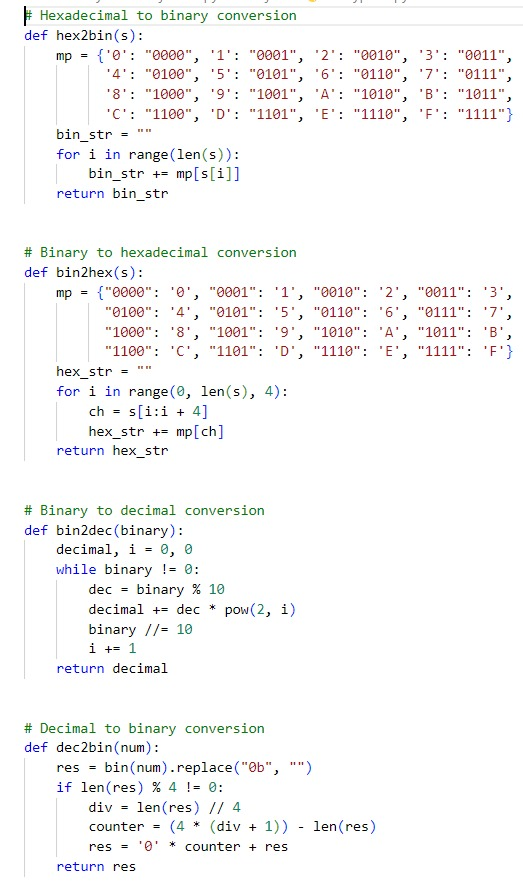 # Hexadecimal to binary conversion
def hex2bin(s):
    mp = {'0': "0000", '1': "0001", '2': "0010", '3': "0011",
          '4': "0100", '5': "0101", '6': "0110", '7': "0111",
          '8': "1000", '9': "1001", 'A': "1010", 'B': "1011",
          'C': "1100", 'D': "1101", 'E': "1110", 'F': "1111"}
    bin_str = ""
    for i in range(len(s)):
        bin_str += mp[s[i]]
    return bin_str
# Binary to hexadecimal conversion
def bin2hex(s):
    mp = {"0000": '0', "0001": '1', "0010": '2', "0011": '3',
          "0100": '4', "0101": '5', "0110": '6', "0111": '7',
          "1000": '8', "1001": '9', "1010": 'A', "1011": 'B',
          "1100": 'C', "1101": 'D', "1110": 'E', "1111": 'F'}
    hex_str = ""
    for i in range(0, len(s), 4):
        ch = s[i:i + 4]
        hex_str += mp[ch]
    return hex_str
# Binary to decimal conversion
def bin2dec(binary):
    decimal, i = 0, 0
    while binary != 0:
        dec = binary % 10
        decimal += dec * pow(2, i)
        binary //= 10
        i += 1
    return decimal
# Decimal to binary conversion
def dec2bin(num):
    res = bin(num).replace("0b", "")
    if len(res) % 4 != 0:
        div = len(res) // 4
        counter = (4 * (div + 1)) - len(res)
        res = '0' * counter + res
    return res